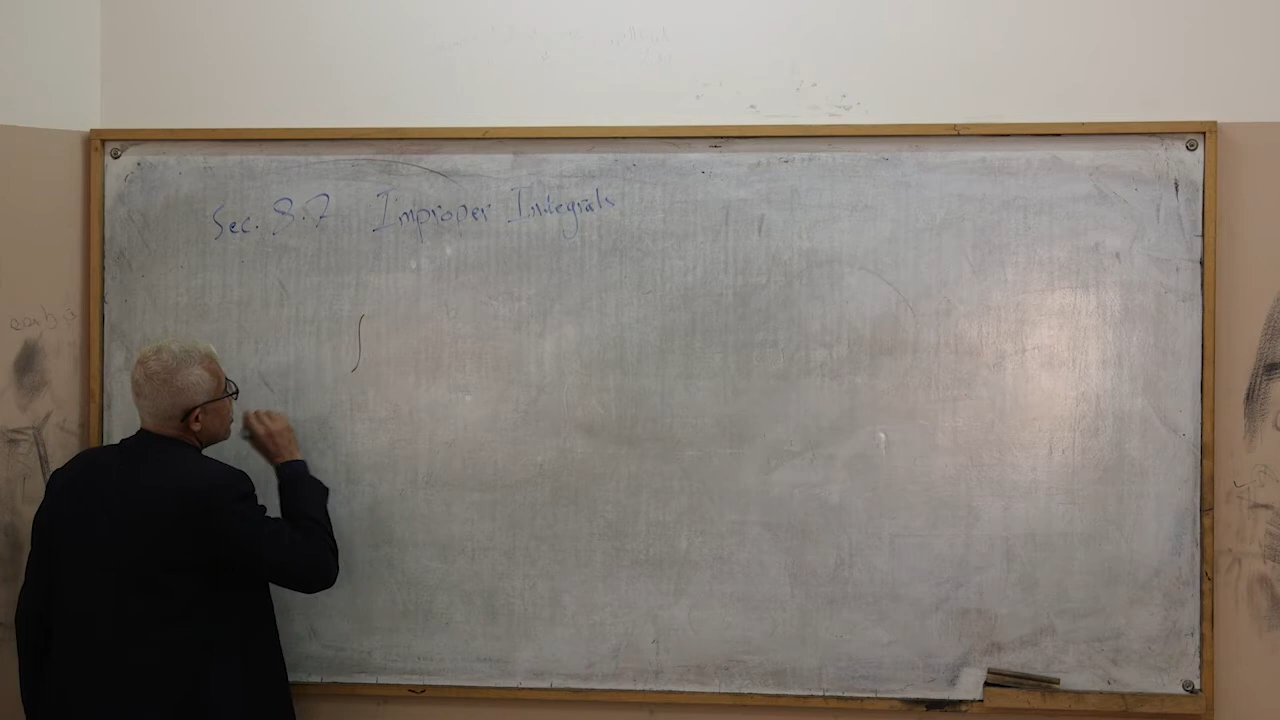 Sec. 8.7 Improper Integrals
∫